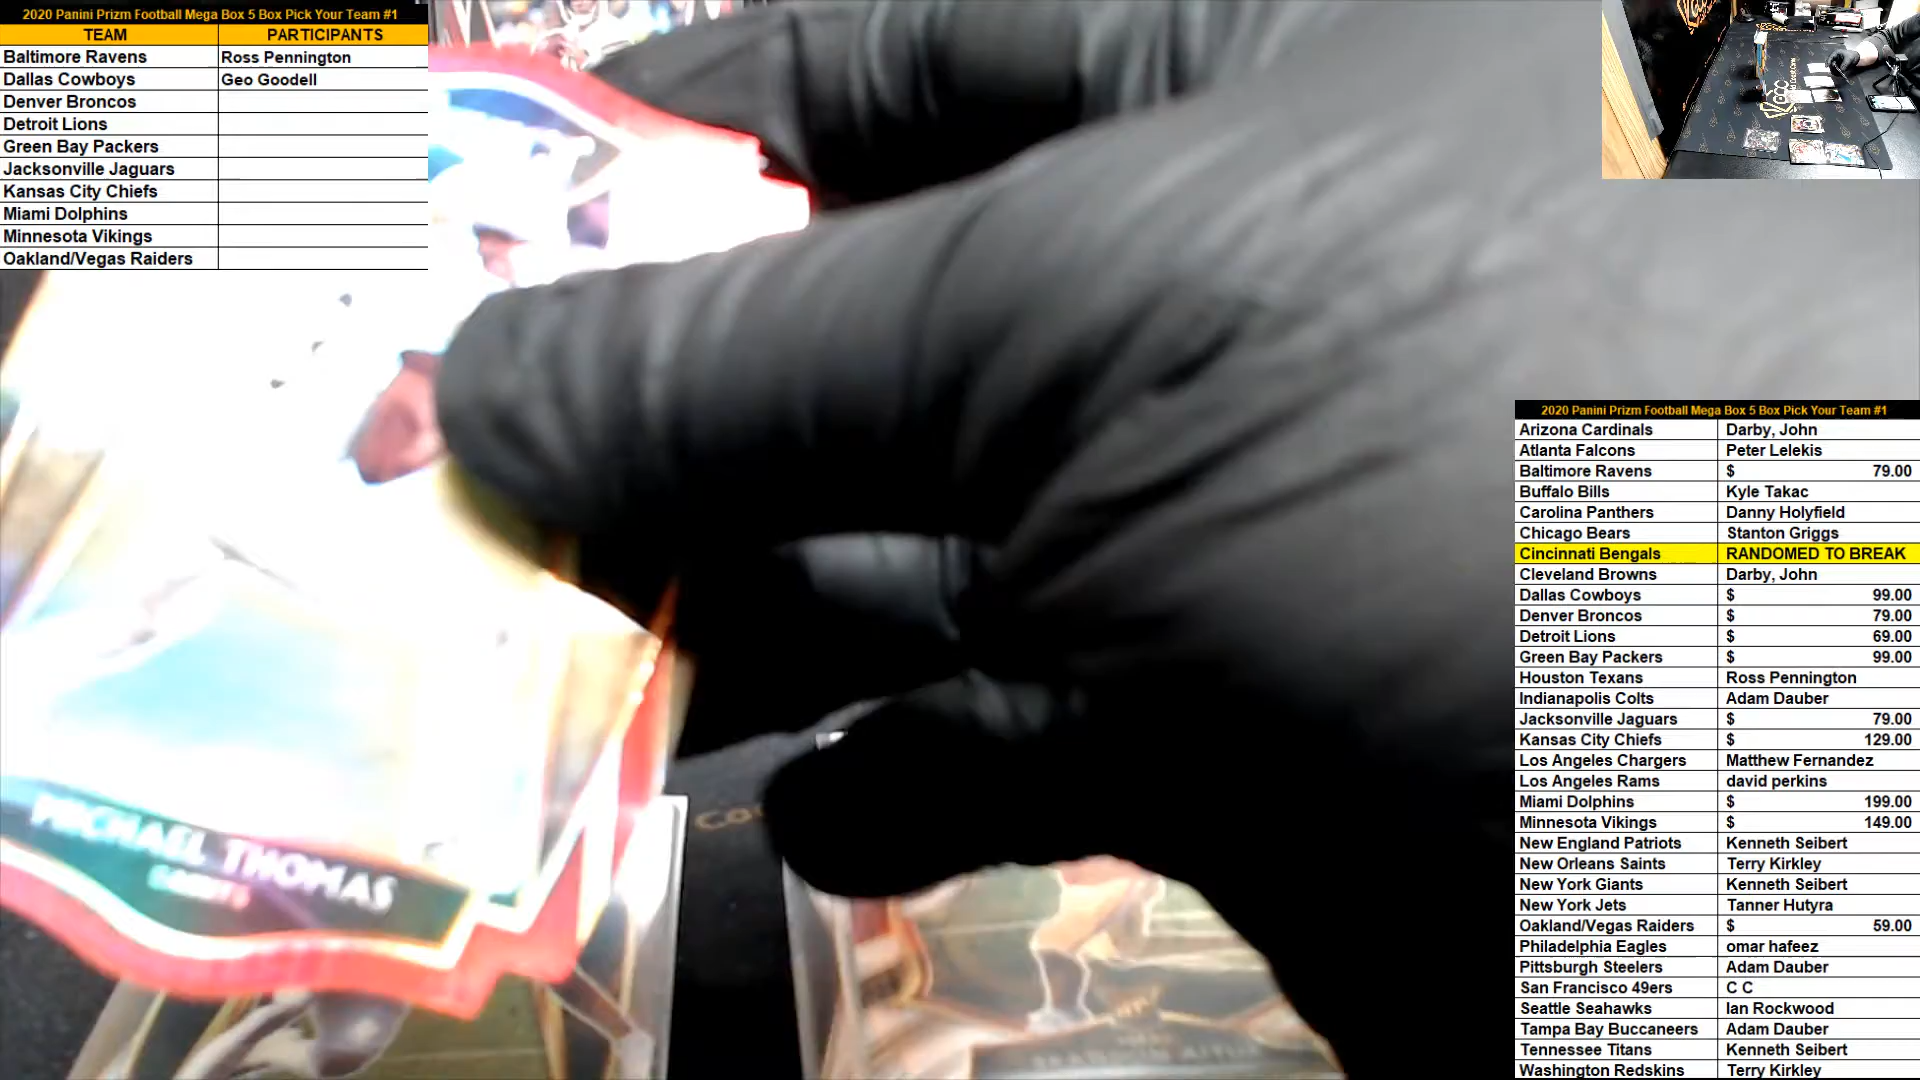 2020 Panini Prizm Football Mega Box 5 Box Pick Your Team #1
TEAM PARTICIPANTS
Baltimore Ravens Ross Pennington
Dallas Cowboys Geo Goodell
Denver Broncos
Detroit Lions
Green Bay Packers
Jacksonville Jaguars
Kansas City Chiefs
Miami Dolphins
Minnesota Vikings
Oakland/Vegas Raiders
MICHAEL THOMAS
SAINTS
2020 Panini Prizm Football Mega Box 5 Box Pick Your Team #1
Arizona Cardinals Darby, John
Atlanta Falcons Peter Lelekis
Baltimore Ravens $ 79.00
Buffalo Bills Kyle Takac
Carolina Panthers Danny Holyfield
Chicago Bears Stanton Griggs
Cincinnati Bengals RANDOMED TO BREAK
Cleveland Browns Darby, John
Dallas Cowboys $ 99.00
Denver Broncos $ 79.00
Detroit Lions $ 69.00
Green Bay Packers $ 99.00
Houston Texans Ross Pennington
Indianapolis Colts Adam Dauber
Jacksonville Jaguars $ 79.00
Kansas City Chiefs $ 129.00
Los Angeles Chargers Matthew Fernandez
Los Angeles Rams david perkins
Miami Dolphins $ 199.00
Minnesota Vikings $ 149.00
New England Patriots Kenneth Seibert
New Orleans Saints Terry Kirkley
New York Giants Kenneth Seibert
New York Jets Tanner Hutyra
Oakland/Vegas Raiders $ 59.00
Philadelphia Eagles omar hafeez
Pittsburgh Steelers Adam Dauber
San Francisco 49ers C C
Seattle Seahawks Ian Rockwood
Tampa Bay Buccaneers Adam Dauber
Tennessee Titans Kenneth Seibert
Washington Redskins Terry Kirkley